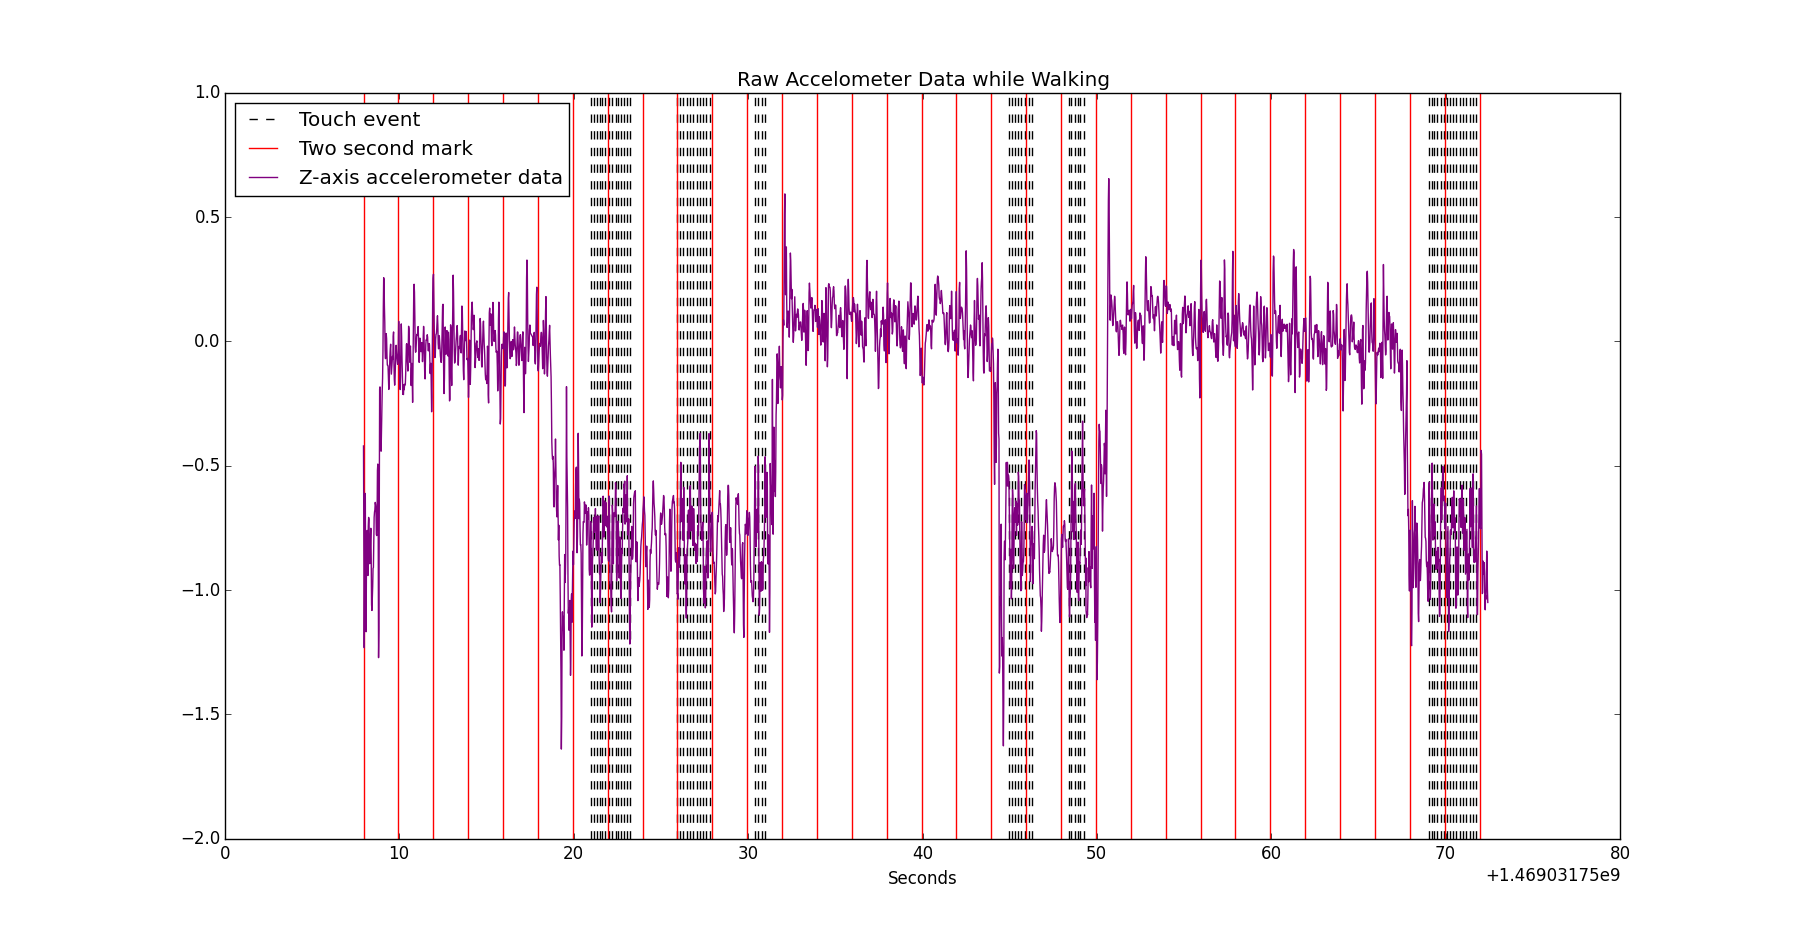 Raw Accelometer Data while Walking
Touch event
Two second mark
Z-axis accelerometer data
1.0
0.5
0.0
−0.5
−1.0
−1.5
−2.0
0 10 20 30 40 50 60 70 80
Seconds
+1.46903175e9